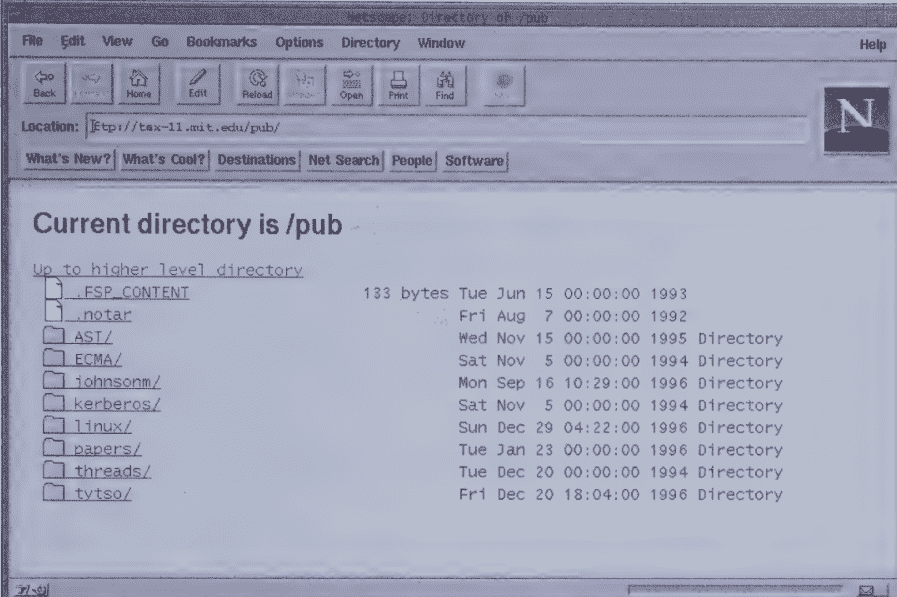 Netscape: Directory of /pub
File Edit View Go Bookmarks Options Directory Window Help
Back Home Edit Reload Open Print Find
Location: ftp://tsx-11.mit.edu/pub/
N
What's New? What's Cool? Destinations Net Search People Software
Current directory is /pub
Up to higher level directory
.FSP_CONTENT 133 bytes Tue Jun 15 00:00:00 1993
.notar Fri Aug 7 00:00:00 1992
AST/ Wed Nov 15 00:00:00 1995 Directory
ECMA/ Sat Nov 5 00:00:00 1994 Directory
johnsonm/ Mon Sep 16 10:29:00 1996 Directory
kerberos/ Sat Nov 5 00:00:00 1994 Directory
linux/ Sun Dec 29 04:22:00 1996 Directory
papers/ Tue Jan 23 00:00:00 1996 Directory
threads/ Tue Dec 20 00:00:00 1994 Directory
tytso/ Fri Dec 20 18:04:00 1996 Directory